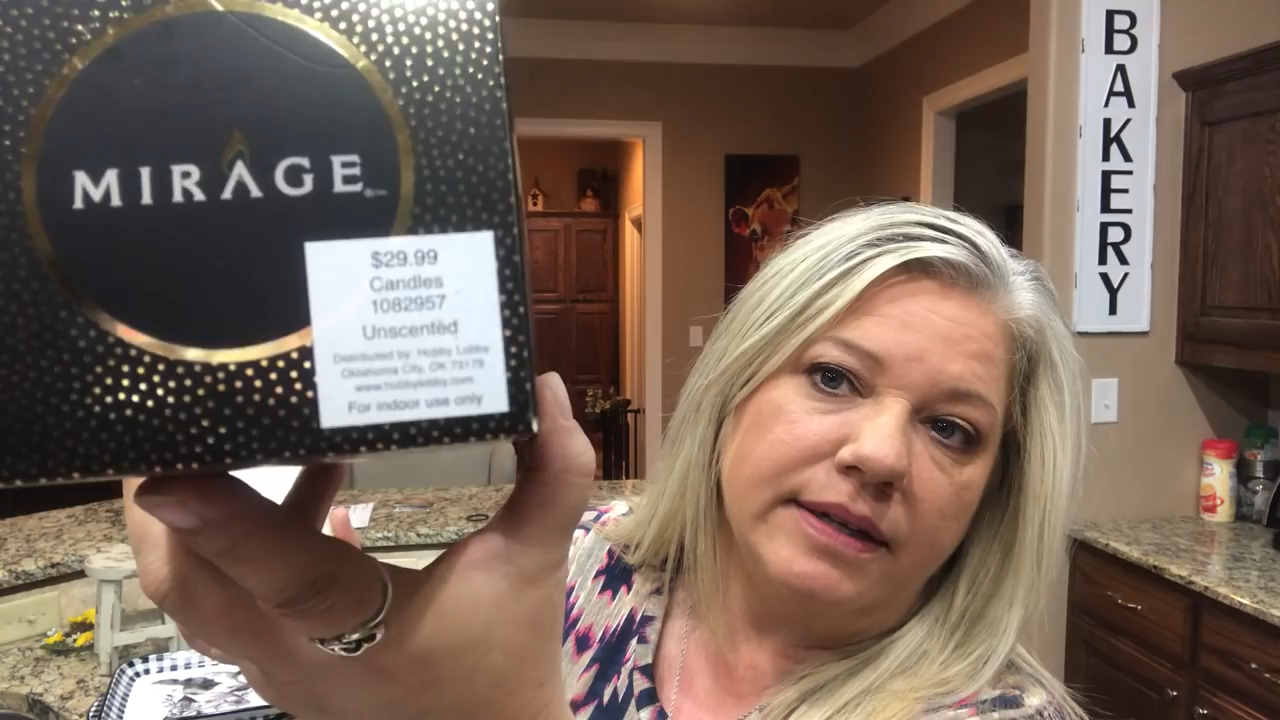 MIRAGE
$29.99
Candles
1082957
Unscented
Distributed by: Hobby Lobby
Oklahoma City, OK 73179
www.hobbylobby.com
For indoor use only
BAKERY